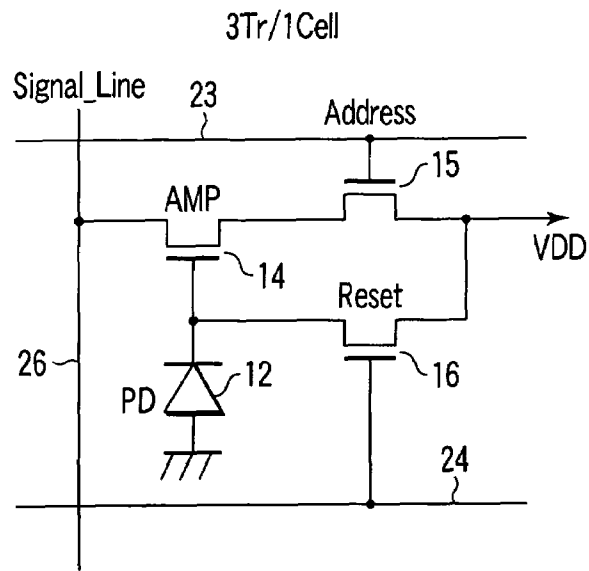 3Tr/1Cell
Signal_Line
23
Address
15
AMP
VDD
14
Reset
26
12
16
PD
24